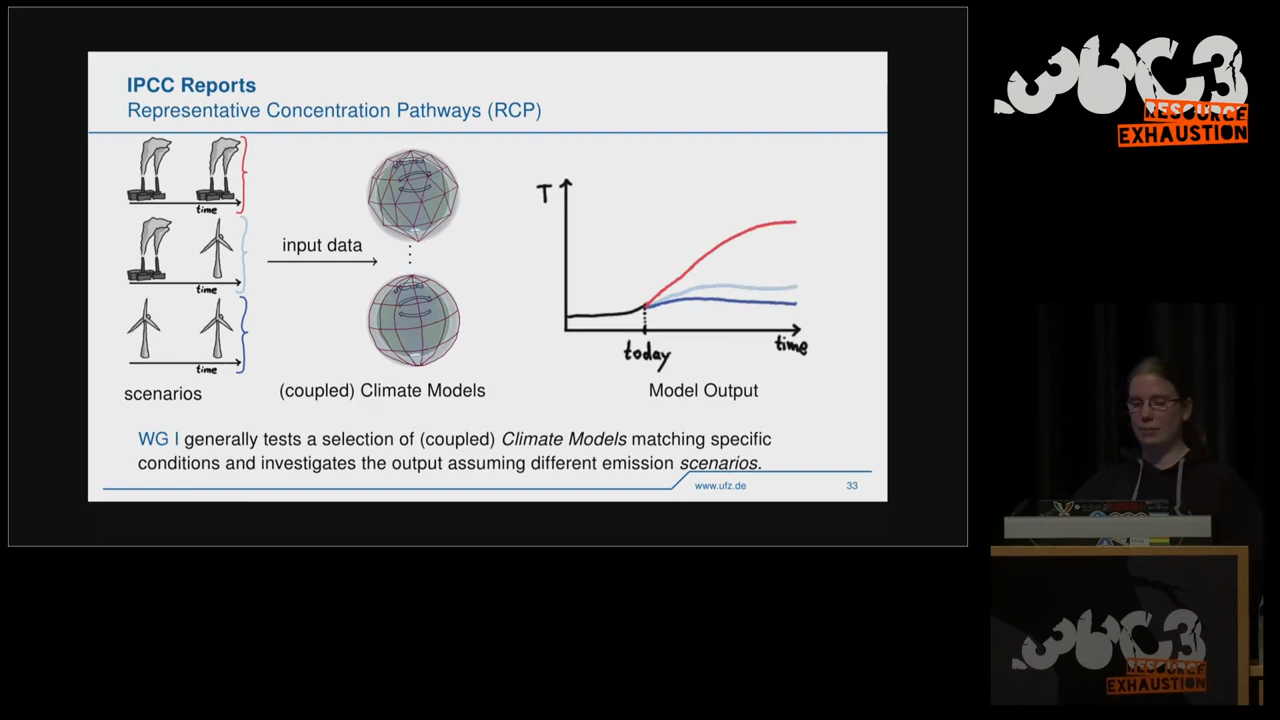 IPCC Reports
Representative Concentration Pathways (RCP)
time
time
time
input data
T
today
time
scenarios
(coupled) Climate Models
Model Output
WG I generally tests a selection of (coupled) Climate Models matching specific
conditions and investigates the output assuming different emission scenarios.
www.ufz.de
33
36C3
RESOURCE
EXHAUSTION
36C3
RESOURCE
EXHAUSTION